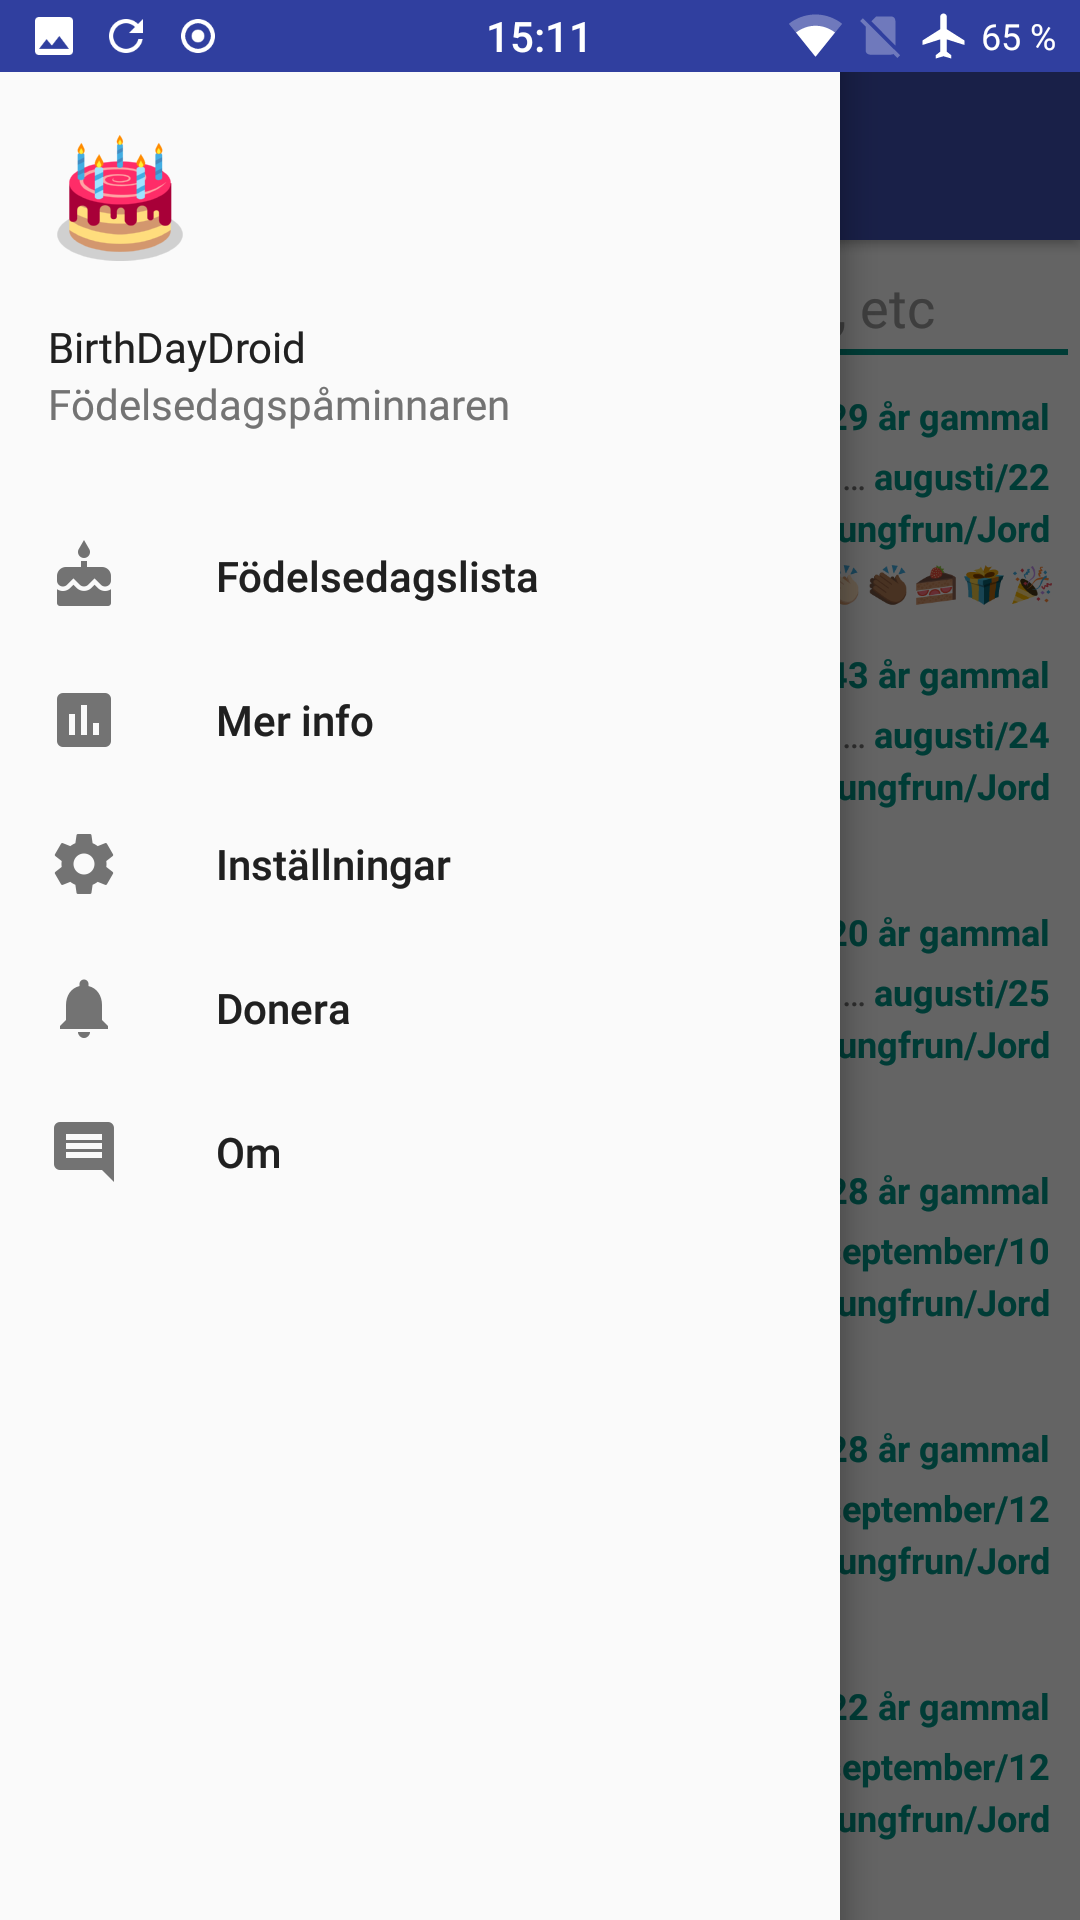 15:11
65 %
BirthDayDroid
Födelsedagspåminnaren
Födelsedagslista
Mer info
Inställningar
Donera
Om
, etc
29 år gammal
... augusti/22
ungfrun/Jord
43 år gammal
... augusti/24
ungfrun/Jord
20 år gammal
... augusti/25
ungfrun/Jord
28 år gammal
eptember/10
ungfrun/Jord
28 år gammal
eptember/12
ungfrun/Jord
22 år gammal
eptember/12
ungfrun/Jord